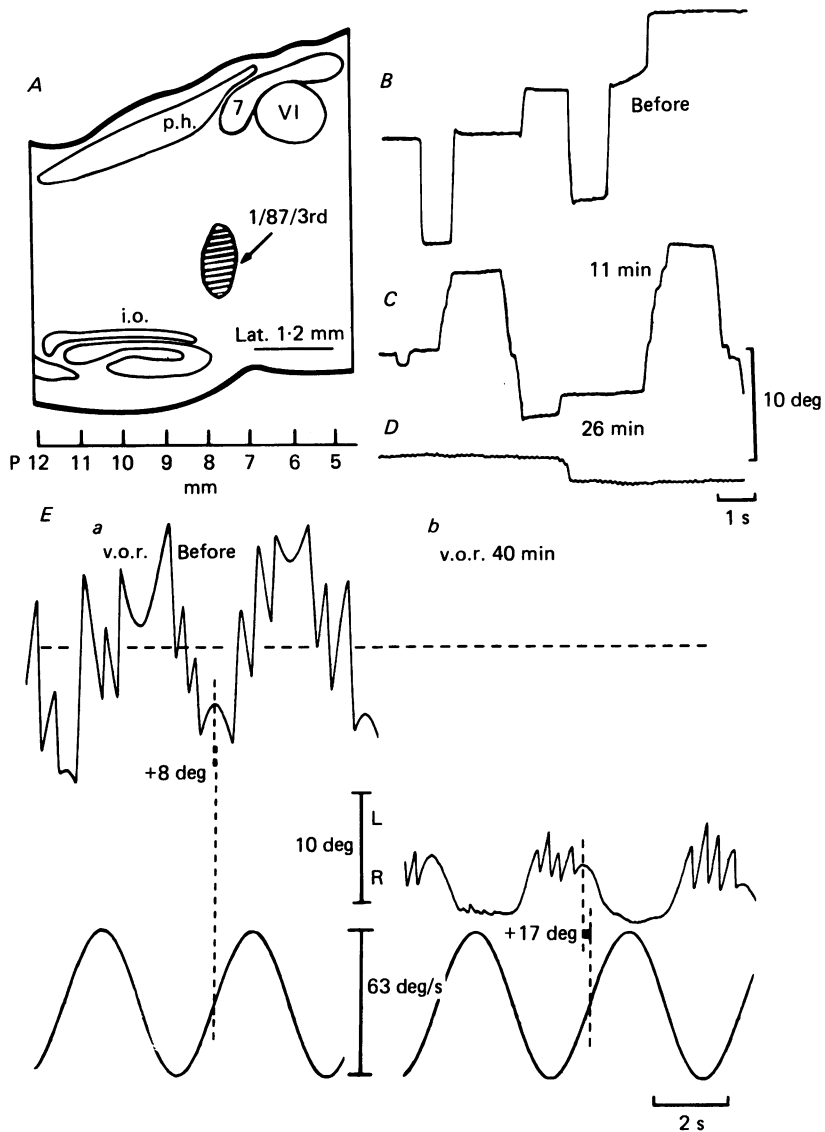 A
p.h.
7
VI
1/87/3rd
i.o.
Lat. 1·2 mm
P 12 11 10 9 8 7 6 5
mm
B
Before
11 min
C
10 deg
26 min
D
1 s
E
a
v.o.r. Before
b
v.o.r. 40 min
+8 deg
10 deg
L
R
+17 deg
63 deg/s
2 s